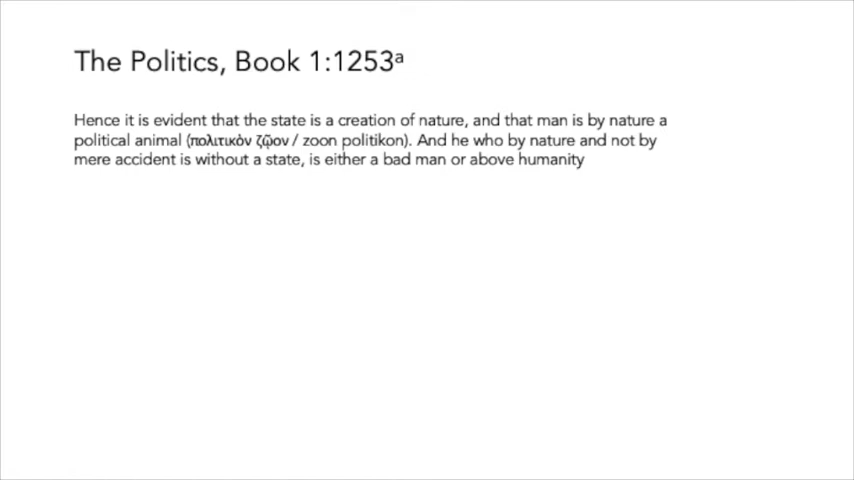 The Politics, Book 1:1253ᵃ
Hence it is evident that the state is a creation of nature, and that man is by nature a
political animal (πολιτικὸν ζῷον / zoon politikon). And he who by nature and not by
mere accident is without a state, is either a bad man or above humanity